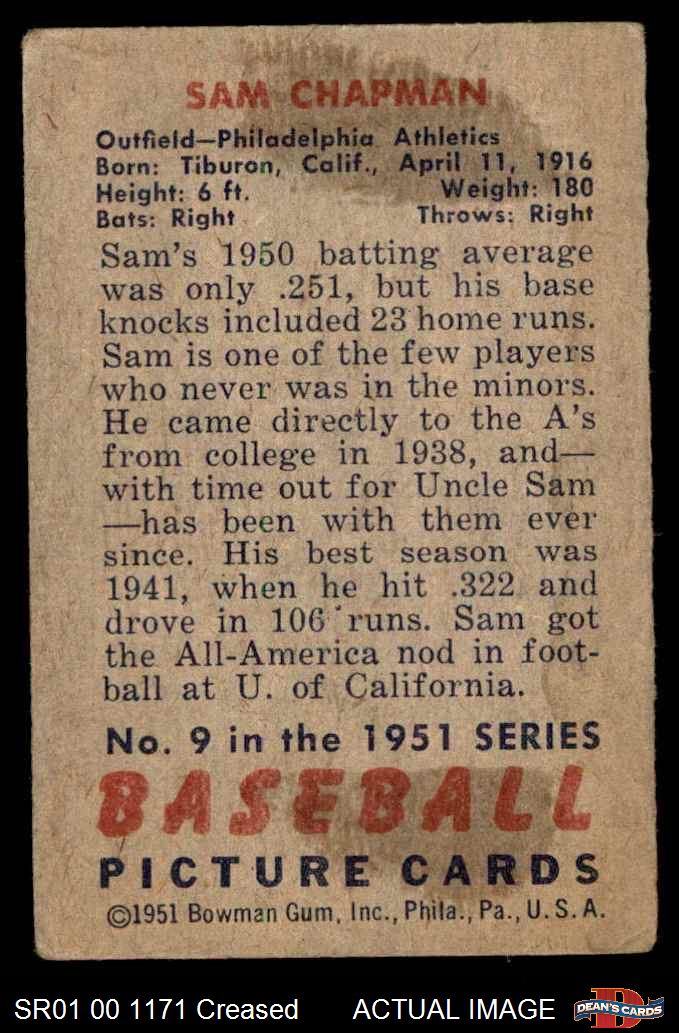 SAM CHAPMAN
Outfield—Philadelphia Athletics
Born: Tiburon, Calif., April 11, 1916
Height: 6 ft. Weight: 180
Bats: Right Throws: Right
Sam's 1950 batting average
was only .251, but his base
knocks included 23 home runs.
Sam is one of the few players
who never was in the minors.
He came directly to the A's
from college in 1938, and—
with time out for Uncle Sam
—has been with them ever
since. His best season was
1941, when he hit .322 and
drove in 106 runs. Sam got
the All-America nod in foot-
ball at U. of California.
No. 9 in the 1951 SERIES
BASEBALL
PICTURE CARDS
©1951 Bowman Gum, Inc., Phila., Pa., U.S.A.
SR01 00 1171 Creased ACTUAL IMAGE
D
DEAN'S CARDS